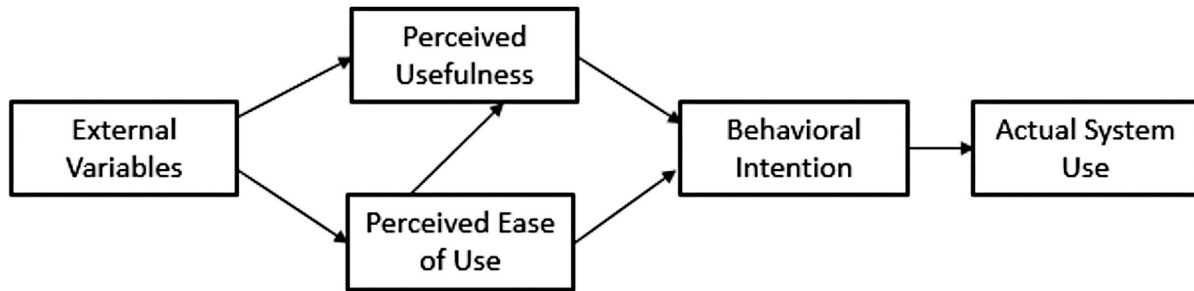 Perceived
Usefulness
External
Variables
Behavioral
Intention
Actual System
Use
Perceived Ease
of Use